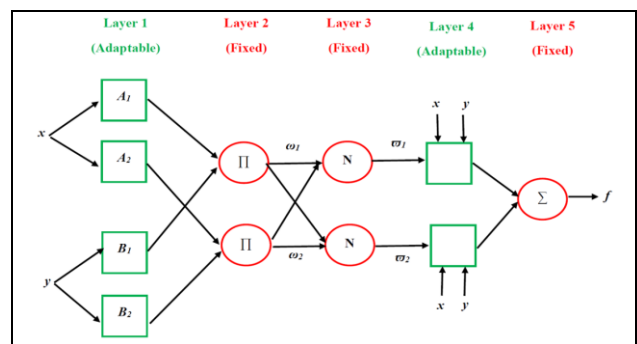 Layer 1 Layer 2 Layer 3 Layer 4 Layer 5
(Adaptable) (Fixed) (Fixed) (Adaptable) (Fixed)
x y
A1
x ω1 ϖ1
A2 Π N
Σ f
B1
Π N
y ω2 ϖ2
B2
x y